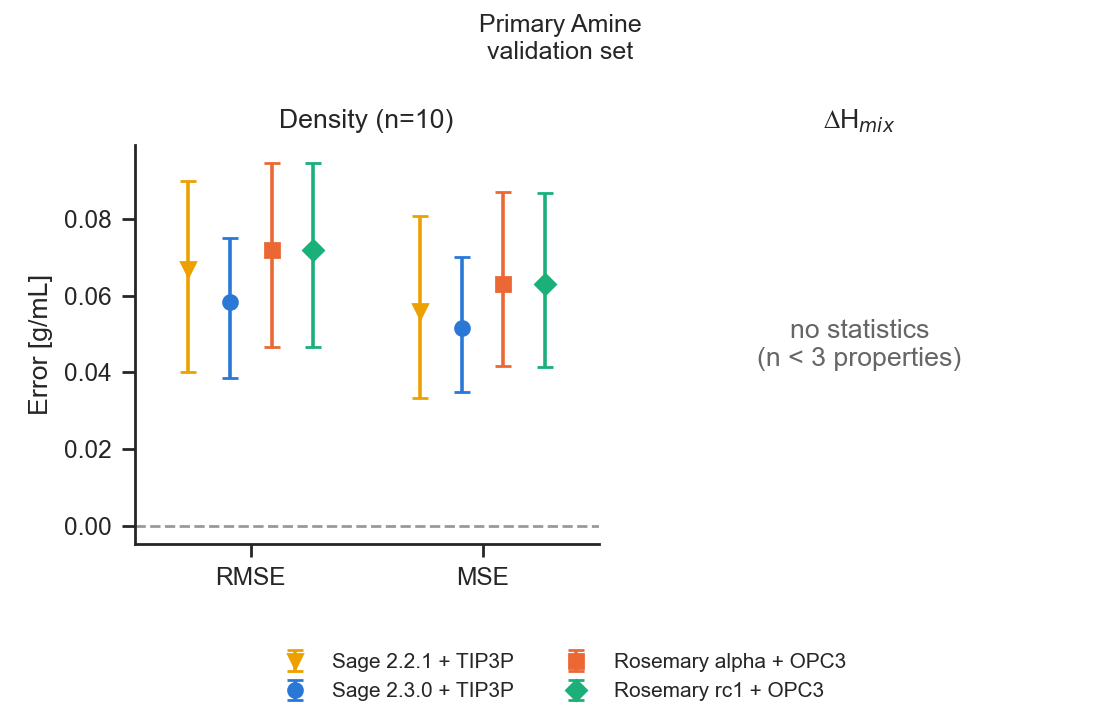 Primary Amine
validation set
Density (n=10)
ΔH_mix
Error [g/mL]
0.08
0.06
0.04
0.02
0.00
RMSE
MSE
no statistics
(n < 3 properties)
Sage 2.2.1 + TIP3P
Sage 2.3.0 + TIP3P
Rosemary alpha + OPC3
Rosemary rc1 + OPC3